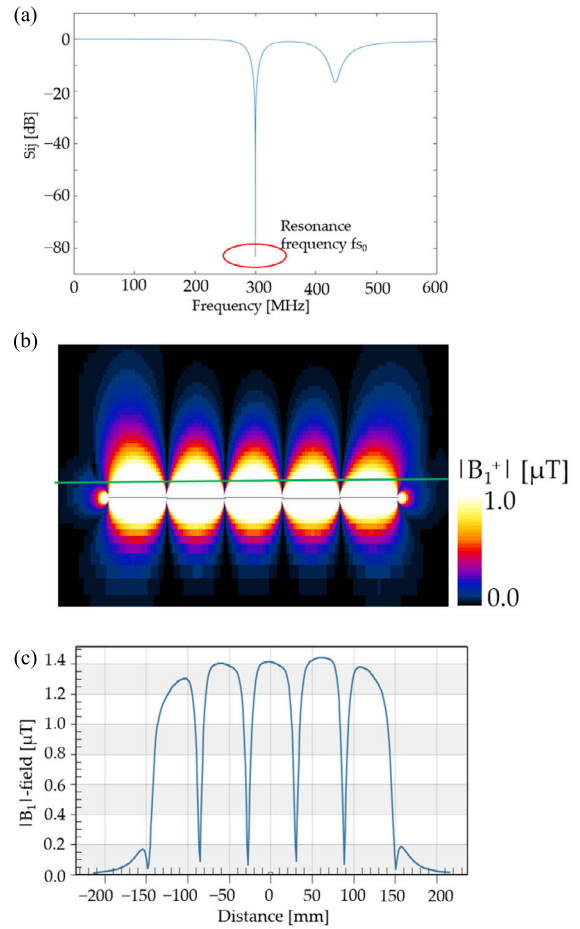 (a)
0
−20
−40
−60
−80
Sij [dB]
Resonance
frequency fs₀
0 100 200 300 400 500 600
Frequency [MHz]
(b)
|B₁⁺| [µT]
1.0
0.0
(c)
1.4
1.2
1.0
0.8
0.6
0.4
0.2
0.0
|B₁|-field [µT]
−200 −150 −100 −50 0 50 100 150 200
Distance [mm]